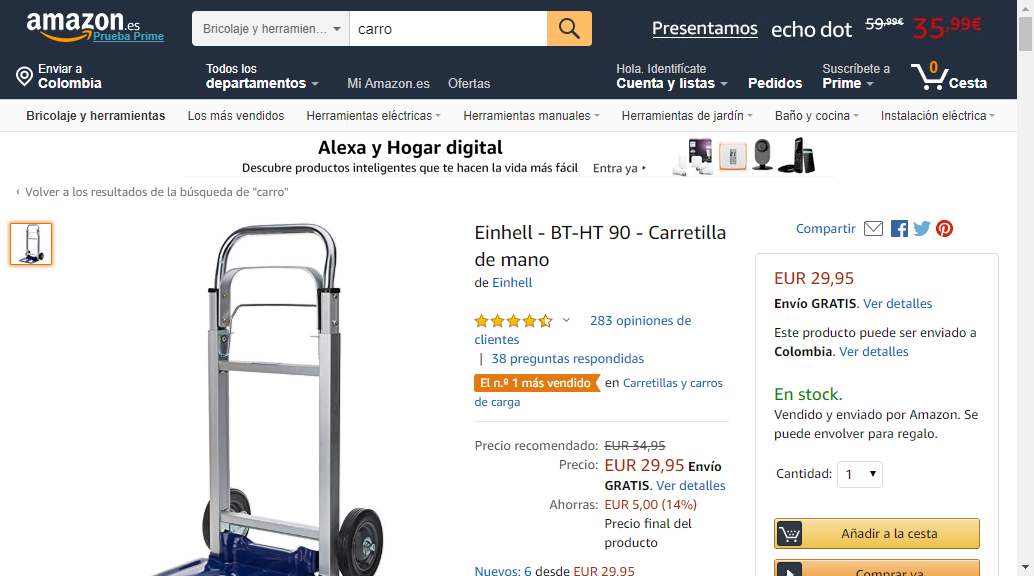 amazon.es
Prueba Prime
Bricolaje y herramien...
carro
Presentamos echo dot 59,99€ 35,99€
Enviar a
Colombia
Todos los
departamentos
Mi Amazon.es
Ofertas
Hola. Identifícate
Cuenta y listas
Pedidos
Suscríbete a
Prime
0
Cesta
Bricolaje y herramientas
Los más vendidos
Herramientas eléctricas
Herramientas manuales
Herramientas de jardín
Baño y cocina
Instalación eléctrica
Alexa y Hogar digital
Descubre productos inteligentes que te hacen la vida más fácil
Entra ya
‹ Volver a los resultados de la búsqueda de "carro"
Einhell - BT-HT 90 - Carretilla
de mano
de Einhell
283 opiniones de
clientes
| 38 preguntas respondidas
El n.º 1 más vendido en Carretillas y carros
de carga
Precio recomendado: EUR 34,95
Precio: EUR 29,95 Envío
GRATIS. Ver detalles
Ahorras: EUR 5,00 (14%)
Precio final del
producto
Nuevos: 6 desde EUR 29,95
Compartir
EUR 29,95
Envío GRATIS. Ver detalles
Este producto puede ser enviado a
Colombia. Ver detalles
En stock.
Vendido y enviado por Amazon. Se
puede envolver para regalo.
Cantidad: 1
Añadir a la cesta
Comprar ya